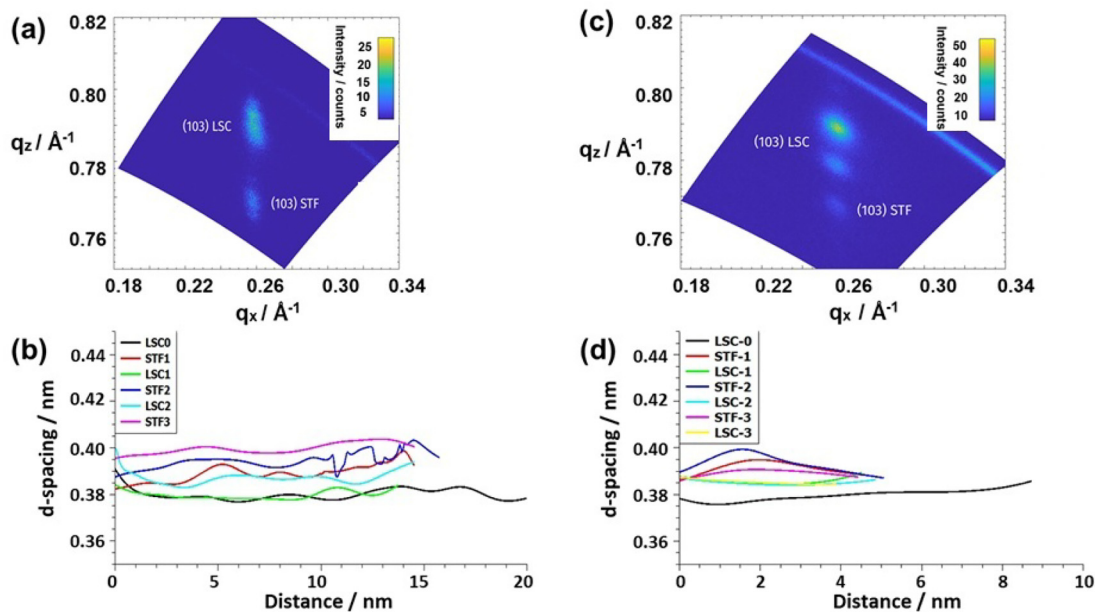 (a)
0.82
0.80
0.78
0.76
q_z / Å⁻¹
(103) LSC
(103) STF
Intensity / counts
25
20
15
10
5
0.18 0.22 0.26 0.30 0.34
q_x / Å⁻¹
(c)
0.82
0.80
0.78
0.76
q_z / Å⁻¹
(103) LSC
(103) STF
Intensity / counts
50
40
30
20
10
0.18 0.22 0.26 0.30 0.34
q_x / Å⁻¹
(b)
0.44
0.42
0.40
0.38
0.36
d-spacing / nm
LSC0
STF1
LSC1
STF2
LSC2
STF3
0 5 10 15 20
Distance / nm
(d)
0.44
0.42
0.40
0.38
0.36
d-spacing / nm
LSC-0
STF-1
LSC-1
STF-2
LSC-2
STF-3
LSC-3
0 2 4 6 8 10
Distance / nm